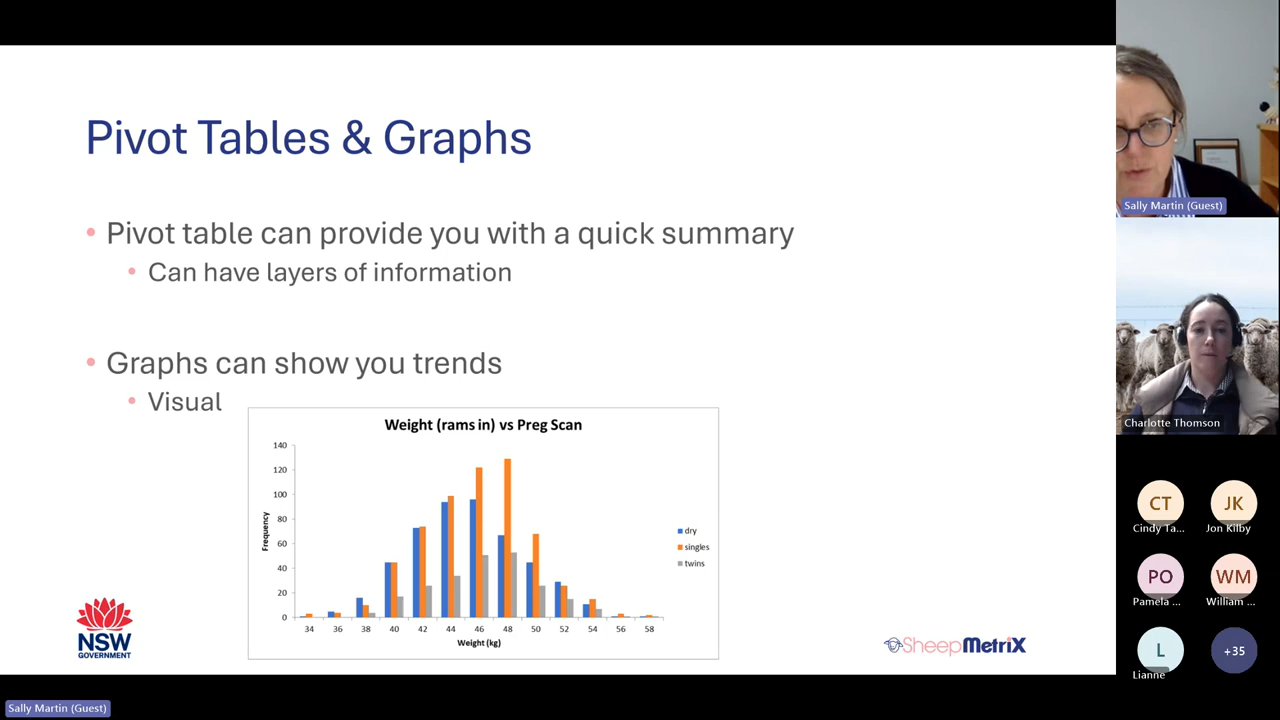 Pivot Tables & Graphs
• Pivot table can provide you with a quick summary
• Can have layers of information
• Graphs can show you trends
• Visual
Weight (rams in) vs Preg Scan
140
120
100
80
60
40
20
0
Frequency
34 36 38 40 42 44 46 48 50 52 54 56 58
Weight (kg)
dry
singles
twins
NSW
GOVERNMENT
SheepMetriX
Sally Martin (Guest)
Charlotte Thomson
CT
JK
Cindy Ta...
Jon Kilby
PO
WM
Pamela ...
William ...
L
+35
Lianne
Sally Martin (Guest)